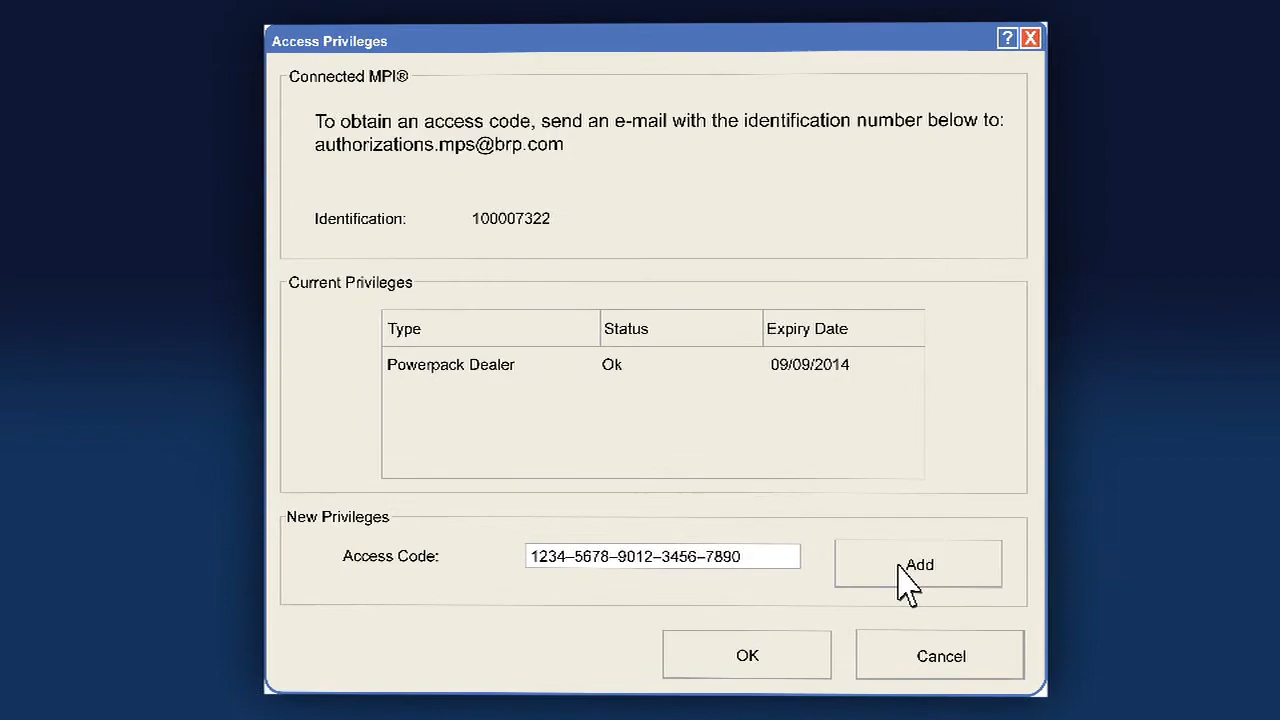 Access Privileges
? X
Connected MPI®
To obtain an access code, send an e-mail with the identification number below to:
authorizations.mps@brp.com
Identification: 100007322
Current Privileges
Type Status Expiry Date
Powerpack Dealer Ok 09/09/2014
New Privileges
Access Code: 1234–5678–9012–3456–7890 Add
OK Cancel